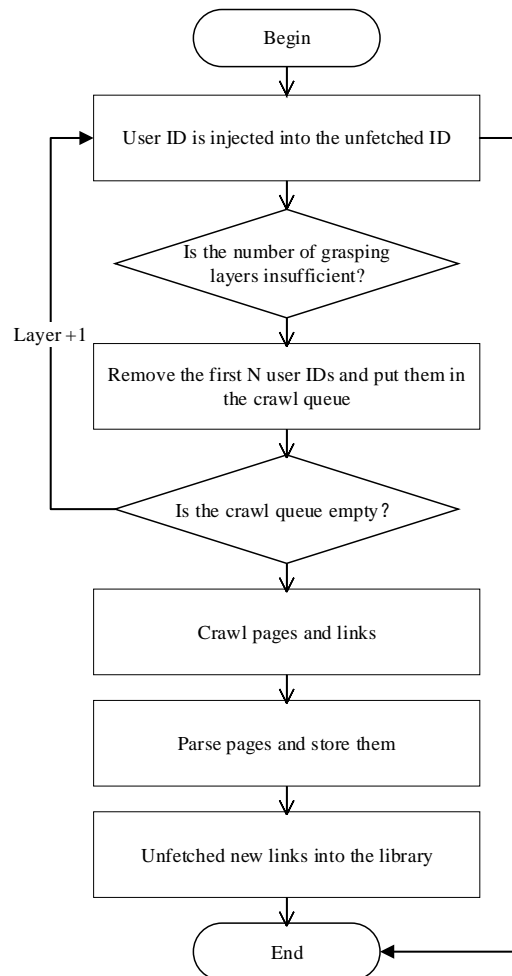 Begin
User ID is injected into the unfetched ID
Is the number of grasping
layers insufficient?
Layer +1
Remove the first N user IDs and put them in
the crawl queue
Is the crawl queue empty?
Crawl pages and links
Parse pages and store them
Unfetched new links into the library
End